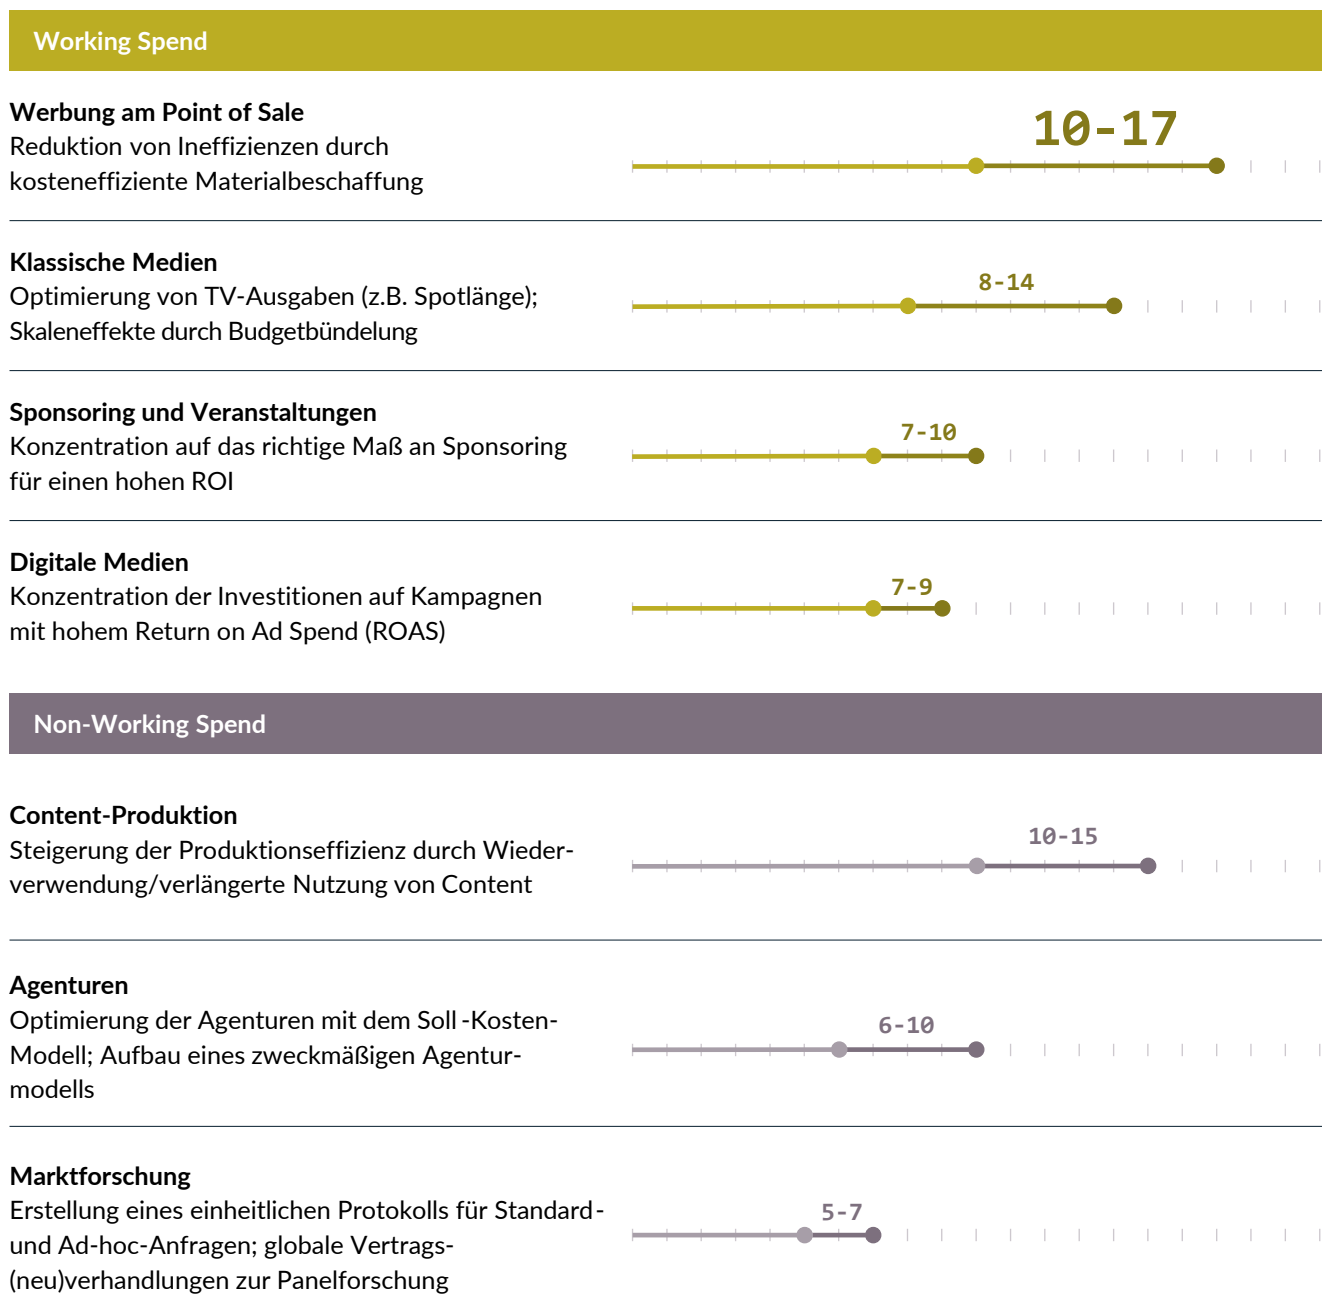 Working Spend
Werbung am Point of Sale
Reduktion von Ineffizienzen durch
kosteneffiziente Materialbeschaffung
10-17
Klassische Medien
Optimierung von TV-Ausgaben (z.B. Spotlänge);
Skaleneffekte durch Budgetbündelung
8-14
Sponsoring und Veranstaltungen
Konzentration auf das richtige Maß an Sponsoring
für einen hohen ROI
7-10
Digitale Medien
Konzentration der Investitionen auf Kampagnen
mit hohem Return on Ad Spend (ROAS)
7-9
Non-Working Spend
Content-Produktion
Steigerung der Produktionseffizienz durch Wieder-
verwendung/verlängerte Nutzung von Content
10-15
Agenturen
Optimierung der Agenturen mit dem Soll-Kosten-
Modell; Aufbau eines zweckmäßigen Agentur-
modells
6-10
Marktforschung
Erstellung eines einheitlichen Protokolls für Standard-
und Ad-hoc-Anfragen; globale Vertrags-
(neu)verhandlungen zur Panelforschung
5-7